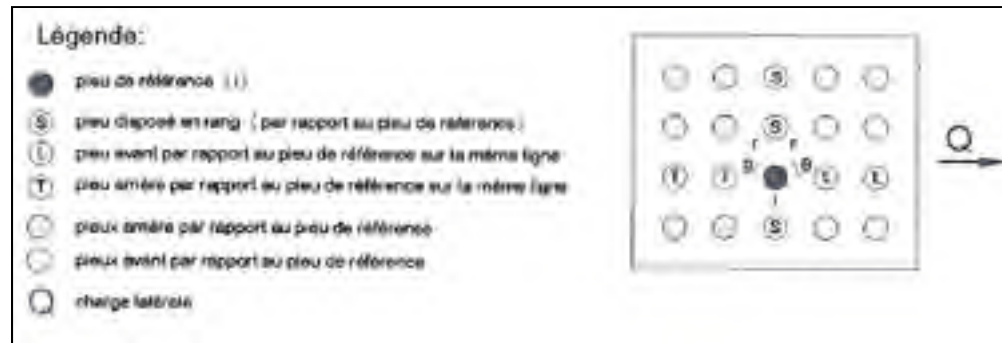 Légende:
pieu de référence (i)
S pieu disposé en rang (par rapport au pieu de référence)
L pieu avant par rapport au pieu de référence sur la même ligne
T pieu arrière par rapport au pieu de référence sur la même ligne
pieux arrière par rapport au pieu de référence
pieux avant par rapport au pieu de référence
Q charge latérale
S
S
r r
T T θ θ L L
i
S
Q